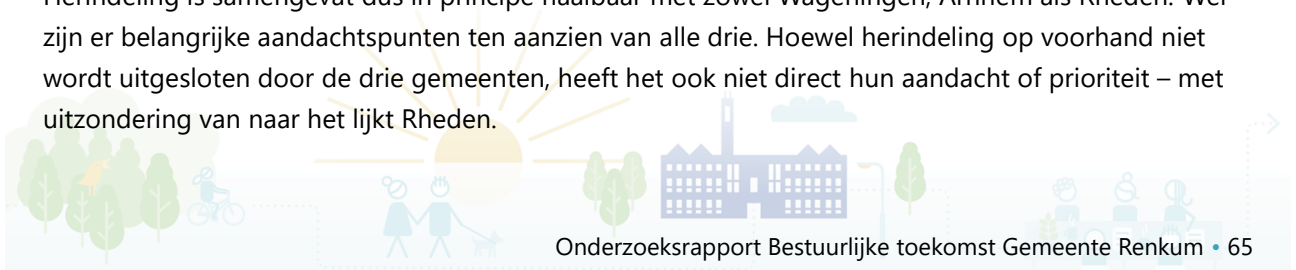 Herindeling is samengevat dus in principe haalbaar met zowel Wageningen, Arnhem als Rheden. Wel
zijn er belangrijke aandachtspunten ten aanzien van alle drie. Hoewel herindeling op voorhand niet
wordt uitgesloten door de drie gemeenten, heeft het ook niet direct hun aandacht of prioriteit – met
uitzondering van naar het lijkt Rheden.
Onderzoeksrapport Bestuurlijke toekomst Gemeente Renkum • 65